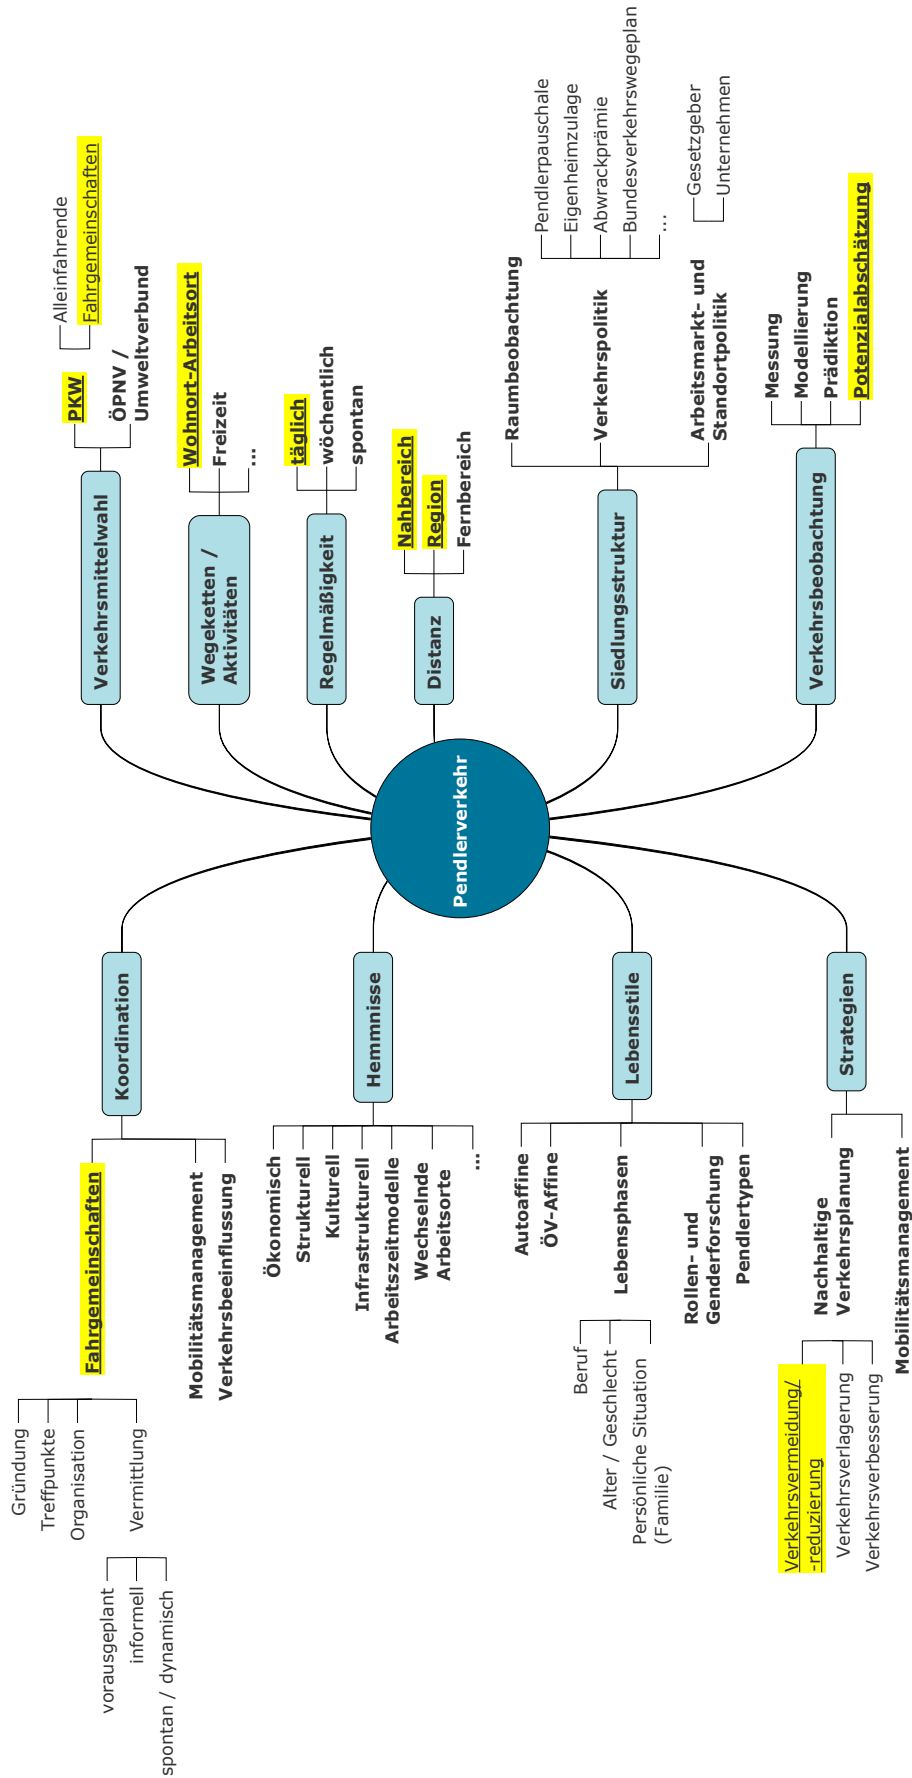 Pendlerverkehr
Koordination
Fahrgemeinschaften
Gründung
Treffpunkte
Organisation
Vermittlung
vorausgeplant
informell
spontan / dynamisch
Mobilitätsmanagement
Verkehrsbeeinflussung
Hemmnisse
Ökonomisch
Strukturell
Kulturell
Infrastrukturell
Arbeitszeitmodelle
Wechselnde
Arbeitsorte
...
Lebensstile
Autoaffine
ÖV-Affine
Lebensphasen
Beruf
Alter / Geschlecht
Persönliche Situation
(Familie)
Rollen- und
Genderforschung
Pendlertypen
Strategien
Nachhaltige
Verkehrsplanung
Verkehrsvermeidung/
-reduzierung
Verkehrsverlagerung
Verkehrsverbesserung
Mobilitätsmanagement
Verkehrsmittelwahl
PKW
Alleinfahrende
Fahrgemeinschaften
ÖPNV /
Umweltverbund
Wegeketten /
Aktivitäten
Wohnort-Arbeitsort
Freizeit
...
Regelmäßigkeit
täglich
wöchentlich
spontan
Distanz
Nahbereich
Region
Fernbereich
Siedlungsstruktur
Raumbeobachtung
Verkehrspolitik
Pendlerpauschale
Eigenheimzulage
Abwrackprämie
Bundesverkehrswegeplan
...
Arbeitsmarkt- und
Standortpolitik
Gesetzgeber
Unternehmen
Verkehrsbeobachtung
Messung
Modellierung
Prädiktion
Potenzialabschätzung